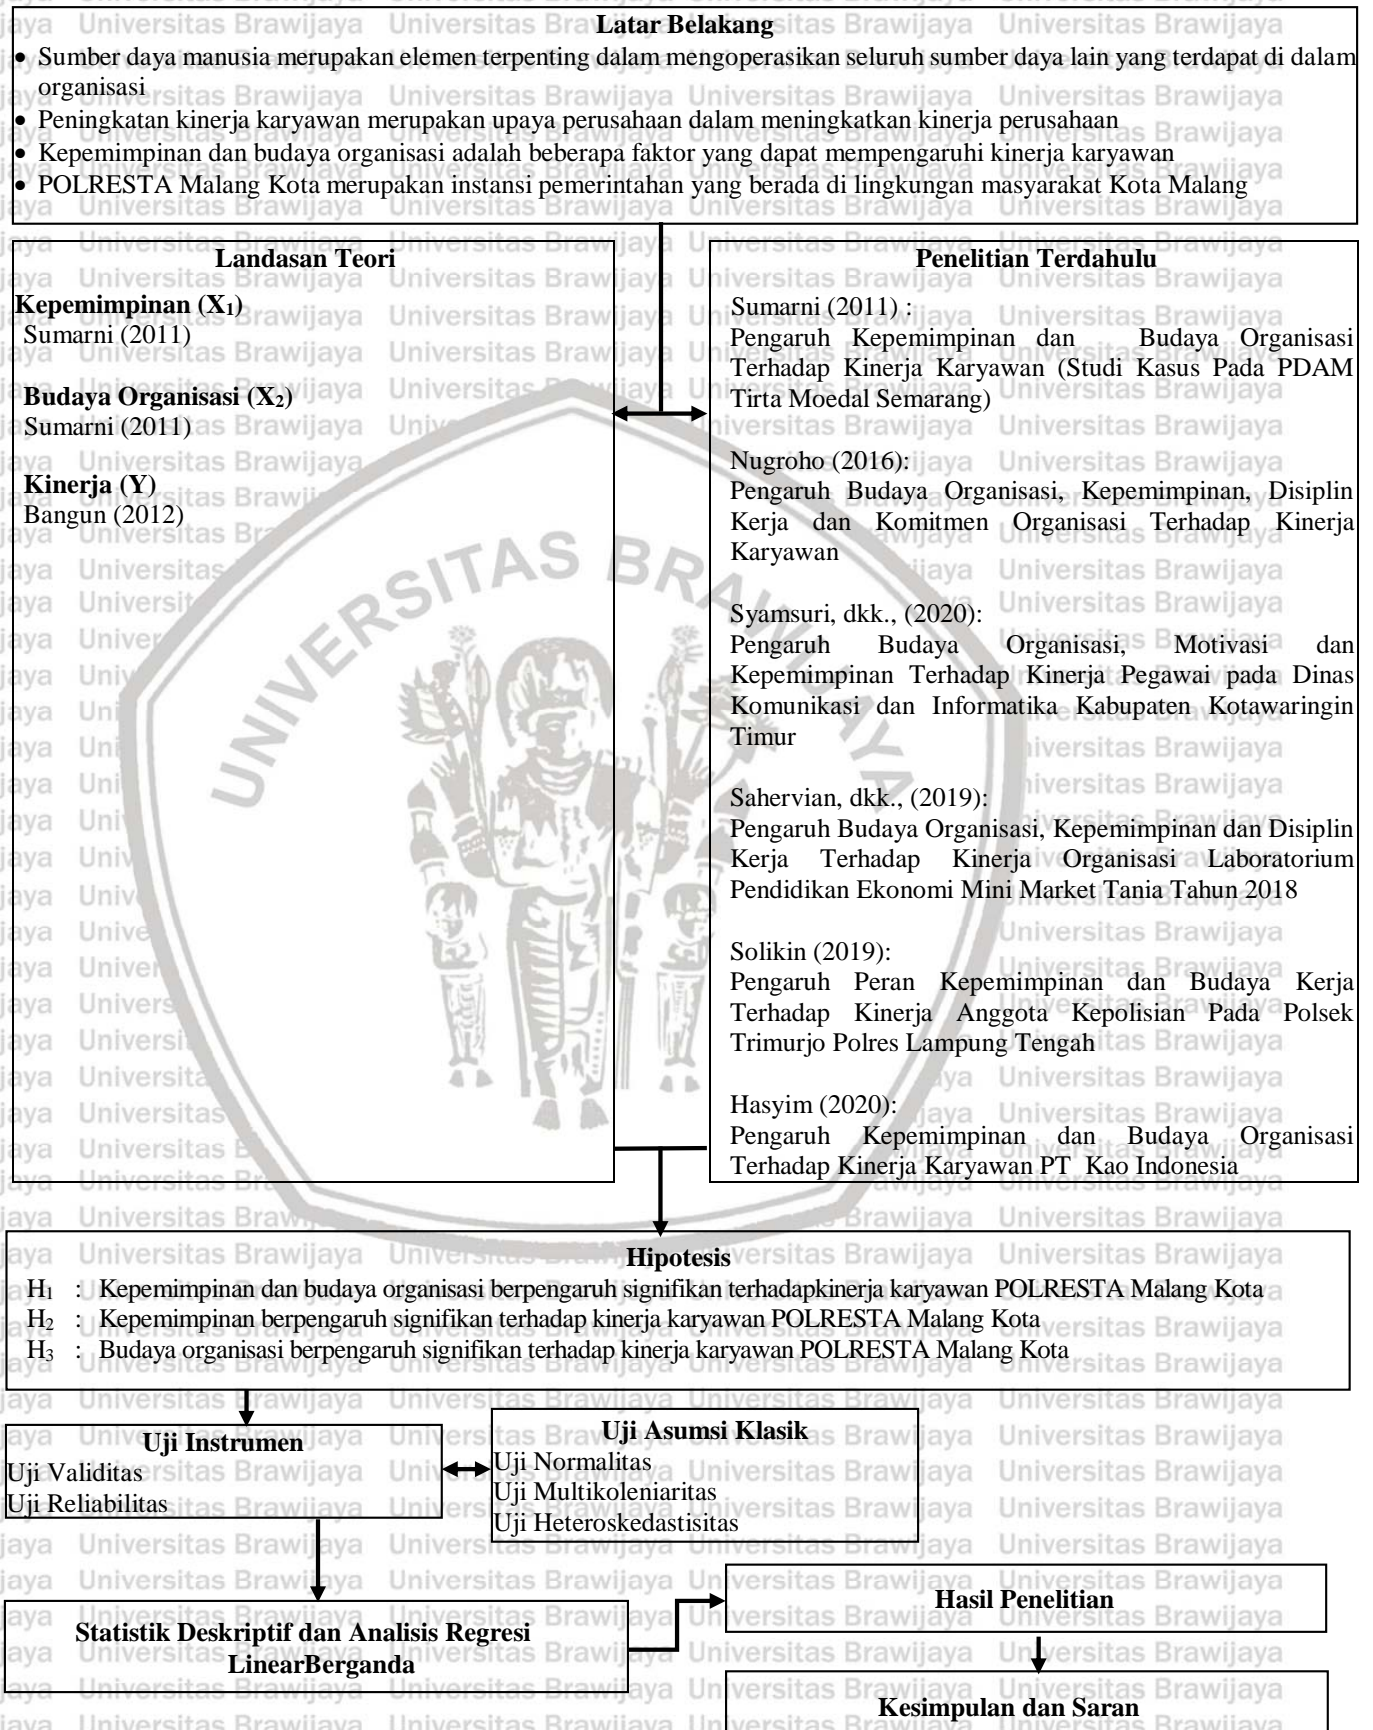 Latar Belakang
• Sumber daya manusia merupakan elemen terpenting dalam mengoperasikan seluruh sumber daya lain yang terdapat di dalam
organisasi
• Peningkatan kinerja karyawan merupakan upaya perusahaan dalam meningkatkan kinerja perusahaan
• Kepemimpinan dan budaya organisasi adalah beberapa faktor yang dapat mempengaruhi kinerja karyawan
• POLRESTA Malang Kota merupakan instansi pemerintahan yang berada di lingkungan masyarakat Kota Malang
Landasan Teori
Kepemimpinan (X₁)
Sumarni (2011)
Budaya Organisasi (X₂)
Sumarni (2011)
Kinerja (Y)
Bangun (2012)
Penelitian Terdahulu
Sumarni (2011) :
Pengaruh Kepemimpinan dan Budaya Organisasi
Terhadap Kinerja Karyawan (Studi Kasus Pada PDAM
Tirta Moedal Semarang)
Nugroho (2016):
Pengaruh Budaya Organisasi, Kepemimpinan, Disiplin
Kerja dan Komitmen Organisasi Terhadap Kinerja
Karyawan
Syamsuri, dkk., (2020):
Pengaruh Budaya Organisasi, Motivasi dan
Kepemimpinan Terhadap Kinerja Pegawai pada Dinas
Komunikasi dan Informatika Kabupaten Kotawaringin
Timur
Sahervian, dkk., (2019):
Pengaruh Budaya Organisasi, Kepemimpinan dan Disiplin
Kerja Terhadap Kinerja Organisasi Laboratorium
Pendidikan Ekonomi Mini Market Tania Tahun 2018
Solikin (2019):
Pengaruh Peran Kepemimpinan dan Budaya Kerja
Terhadap Kinerja Anggota Kepolisian Pada Polsek
Trimurjo Polres Lampung Tengah
Hasyim (2020):
Pengaruh Kepemimpinan dan Budaya Organisasi
Terhadap Kinerja Karyawan PT Kao Indonesia
UNIVERSITAS BRAWIJAYA
Hipotesis
H₁ : Kepemimpinan dan budaya organisasi berpengaruh signifikan terhadapkinerja karyawan POLRESTA Malang Kota
H₂ : Kepemimpinan berpengaruh signifikan terhadap kinerja karyawan POLRESTA Malang Kota
H₃ : Budaya organisasi berpengaruh signifikan terhadap kinerja karyawan POLRESTA Malang Kota
Uji Instrumen
Uji Validitas
Uji Reliabilitas
Uji Asumsi Klasik
Uji Normalitas
Uji Multikoleniaritas
Uji Heteroskedastisitas
Statistik Deskriptif dan Analisis Regresi
LinearBerganda
Hasil Penelitian
Kesimpulan dan Saran